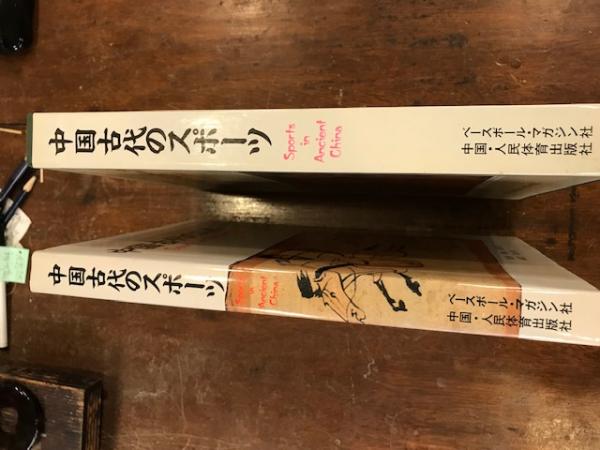 中国古代のスポーツ
Sports
in
Ancient
China
ベースボール・マガジン社
中国・人民体育出版社
中国古代のスポーツ
Sports
in
Ancient
China
ベースボール・マガジン社
中国・人民体育出版社